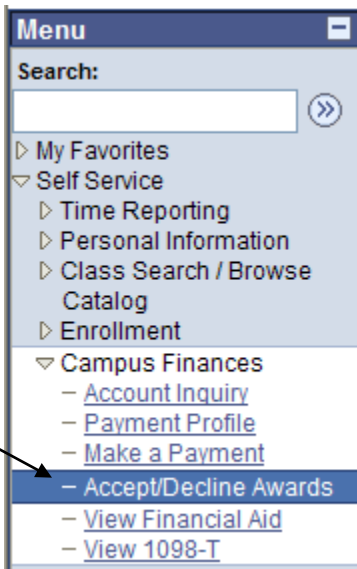 Menu
Search:
My Favorites
Self Service
Time Reporting
Personal Information
Class Search / Browse
Catalog
Enrollment
Campus Finances
– Account Inquiry
– Payment Profile
– Make a Payment
– Accept/Decline Awards
– View Financial Aid
– View 1098-T